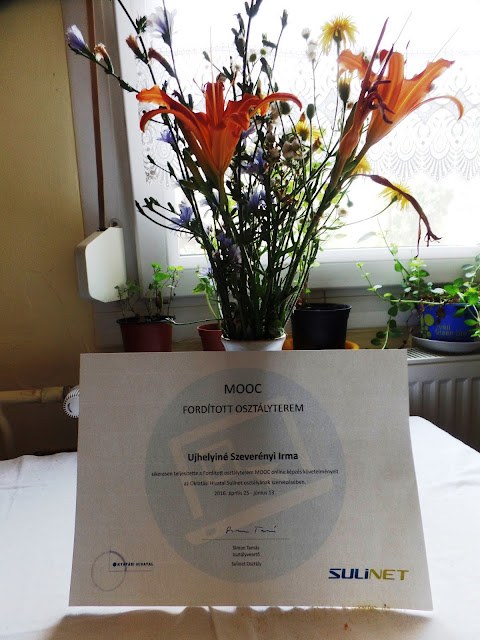 MOOC
FORDÍTOTT OSZTÁLYTEREM
Ujhelyiné Szeverényi Irma
sikeresen teljesítette a Fordított osztályterem MOOC online képzés követelményeit
az Oktatási Hivatal Sulinet osztályának szervezésében.
2016. április 25 - június 13.
Simon Tamás
osztályvezető
Sulinet Osztály
OKTATÁSI HIVATAL
SULiNET